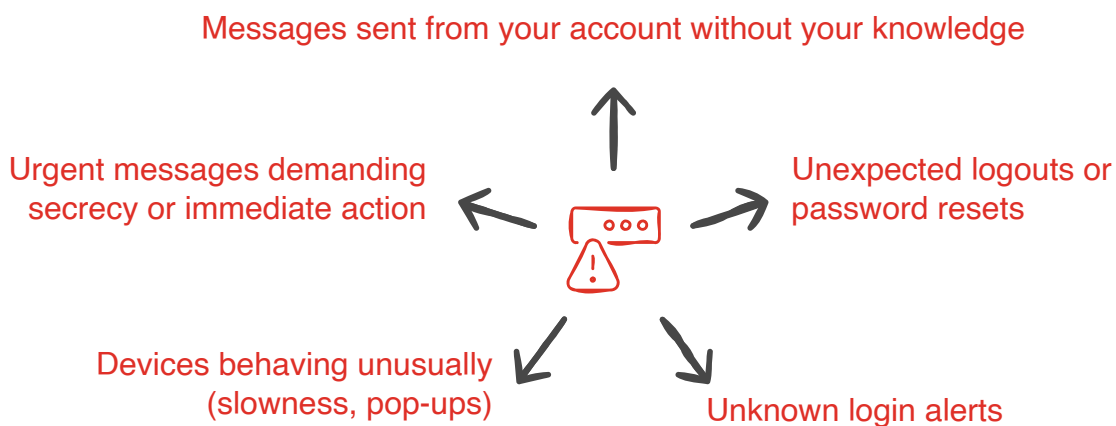 Messages sent from your account without your knowledge
Urgent messages demanding
secrecy or immediate action
Unexpected logouts or
password resets
Devices behaving unusually
(slowness, pop-ups)
Unknown login alerts